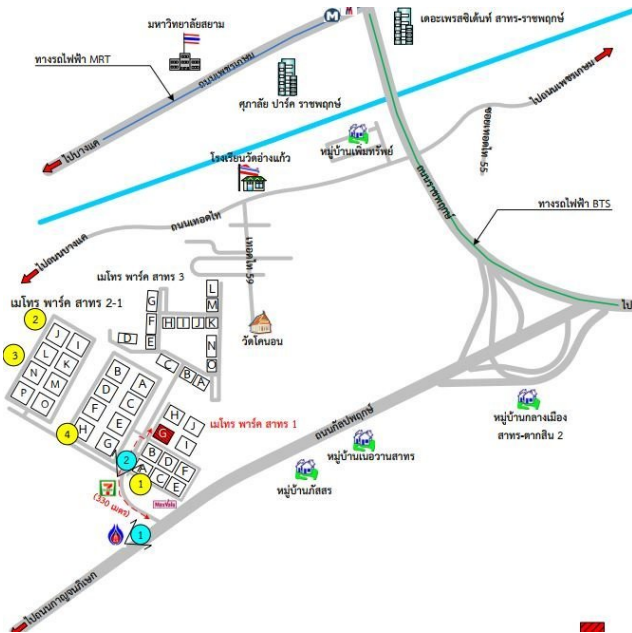 เดอะเพรสซิเด้นท์ สาทร-ราชพฤกษ์
M
มหาวิทยาลัยสยาม
ทางรถไฟฟ้า MRT
ถนนเพชรเกษม
ศุภาลัย ปาร์ค ราชพฤกษ์
ไปถนนเพชรเกษม
ไปบางแค
โรงเรียนวัดอ่างแก้ว
หมู่บ้านเพิ่มทรัพย์
ซอยเทอดไท 55
ถนนราชพฤกษ์
ทางรถไฟฟ้า BTS
ถนนเทอดไท
ไปถนนบางแค
เทอดไท 59
เมโทร พาร์ค สาทร 3
ไป
เมโทร พาร์ค สาทร 2-1
วัดโคนอน
L
M
G
F
E
H
I
J
K
D
N
O
C
B
A
2
3
4
J
I
L
K
N
M
P
O
B
A
D
C
F
E
H
G
H
J
G
I
เมโทร พาร์ค สาทร 1
B
D
F
A
C
E
2
1
7
(330 เมตร)
MaxValu
1
ถนนกัลปพฤกษ์
หมู่บ้านกลางเมือง
สาทร-ตากสิน 2
หมู่บ้านเนอวานสาทร
หมู่บ้านภัสสร
ไปถนนกาญจนาภิเษก